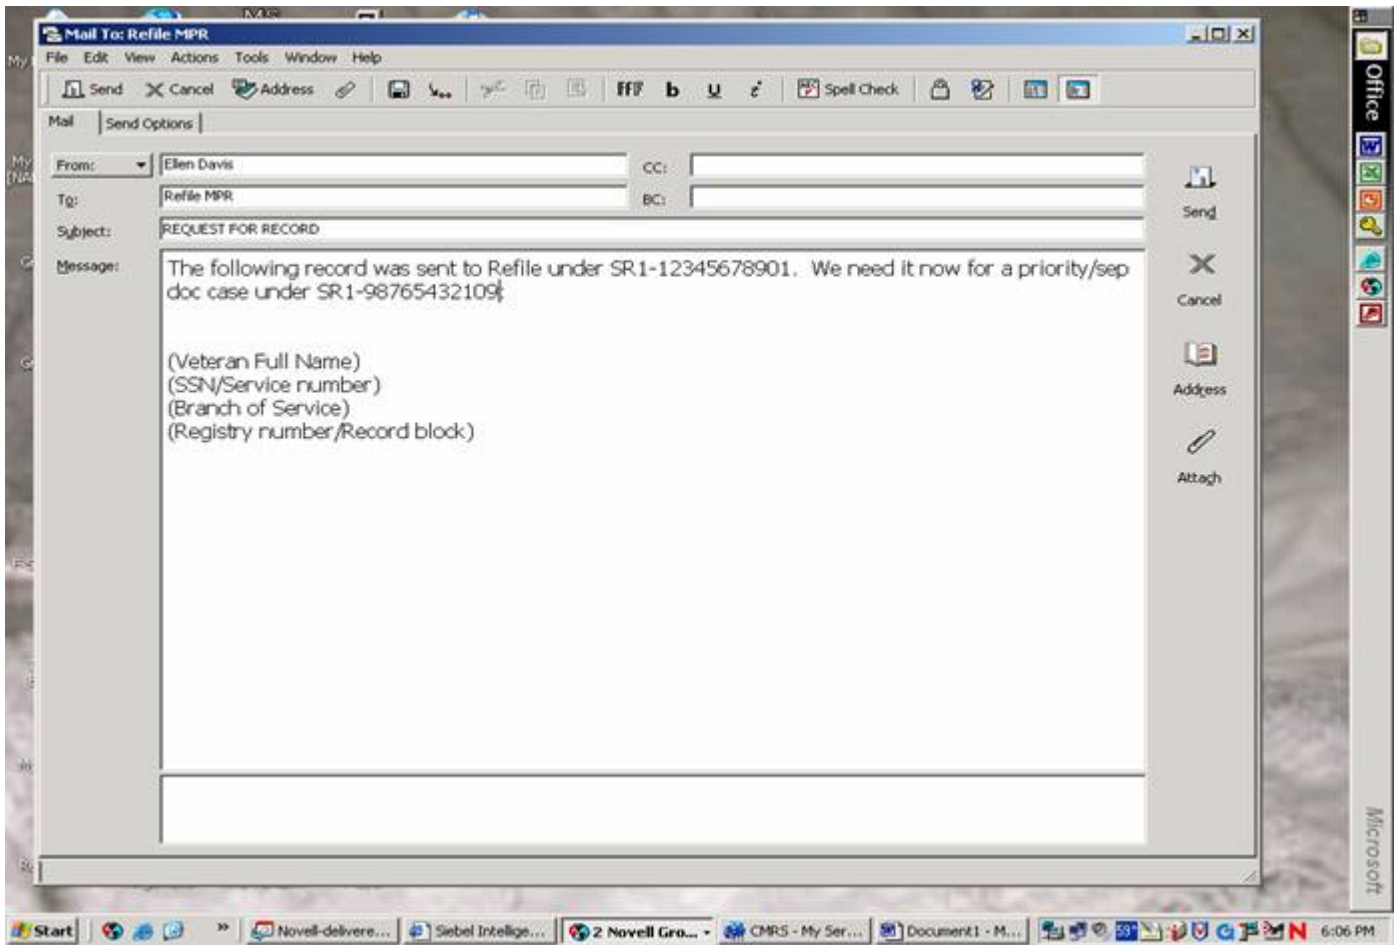 MS
Mail To: Refile MPR
File Edit View Actions Tools Window Help
Send Cancel Address FFF b u i Spell Check
Mail Send Options
From: Ellen Davis CC:
To: Refile MPR BC:
Subject: REQUEST FOR RECORD
Message: The following record was sent to Refile under SR1-12345678901. We need it now for a priority/sep
doc case under SR1-98765432109
(Veteran Full Name)
(SSN/Service number)
(Branch of Service)
(Registry number/Record block)
Send
Cancel
Address
Attach
Office
Microsoft
Start » Novell-delivere... Siebel Intellige... 2 Novell Gro... CMRS - My Ser... Document1 - M... 59° N 6:06 PM